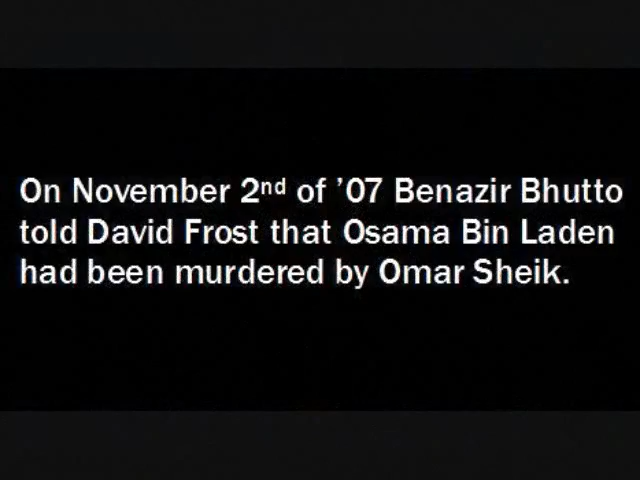 On November 2nd of ’07 Benazir Bhutto
told David Frost that Osama Bin Laden
had been murdered by Omar Sheik.